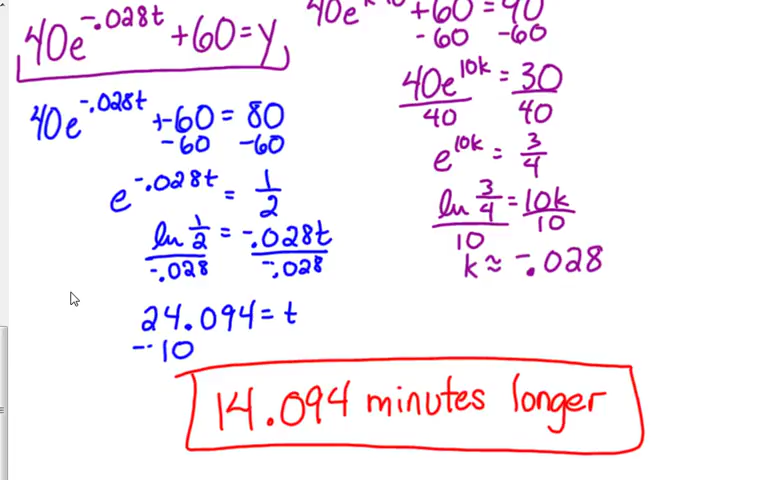 40e^-.028t +60=y
40e^-.028t +60 = 80
-60 -60
e^-.028t = 1/2
ln 1/2 = -.028t
-.028 -.028
24.094 = t
-10
14.094 minutes longer
+60 = 90
-60 -60
40e^10k = 30
40 40
e^10k = 3/4
ln 3/4 = 10k
10 10
k ≈ -.028